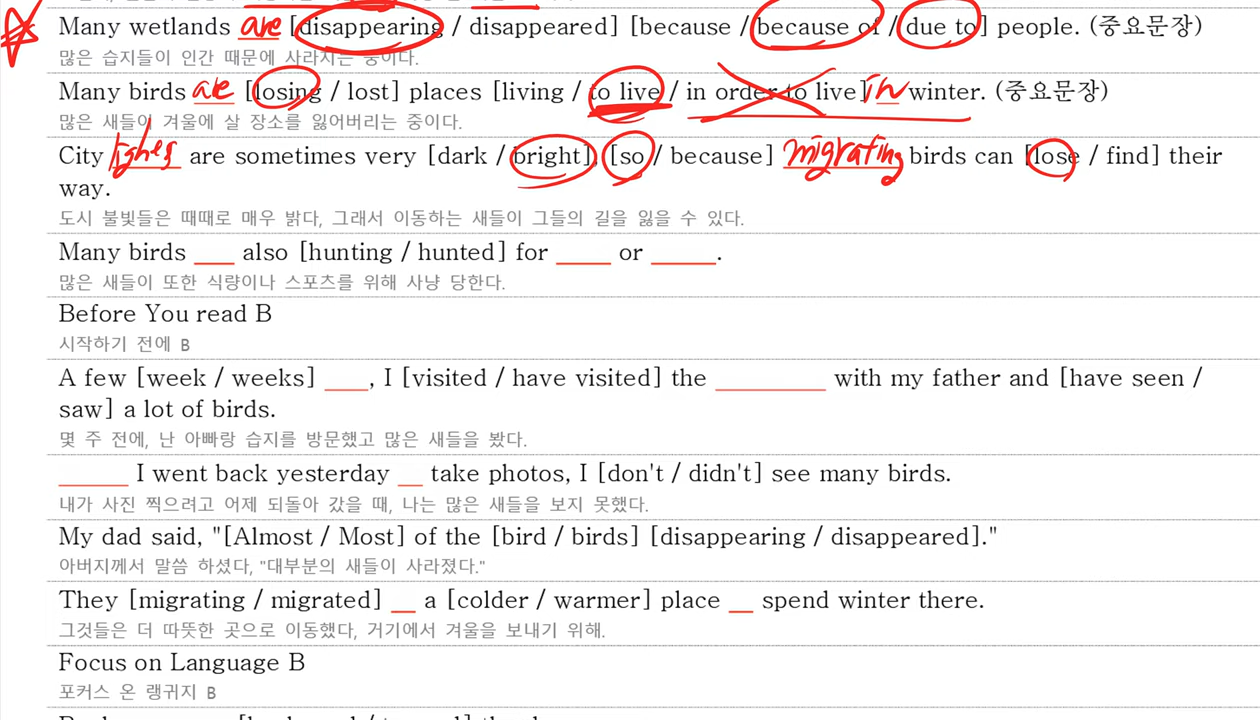 Many wetlands are [disappearing / disappeared] [because / because of / due to] people. (중요문장)
많은 습지들이 인간 때문에 사라지는 중이다.
Many birds are [losing / lost] places [living / to live / in order to live] in winter. (중요문장)
많은 새들이 겨울에 살 장소를 잃어버리는 중이다.
City lights are sometimes very [dark / bright], [so / because] migrating birds can [lose / find] their
way.
도시 불빛들은 때때로 매우 밝다, 그래서 이동하는 새들이 그들의 길을 잃을 수 있다.
Many birds ___ also [hunting / hunted] for ____ or _____.
많은 새들이 또한 식량이나 스포츠를 위해 사냥 당한다.
Before You read B
시작하기 전에 B
A few [week / weeks] ___, I [visited / have visited] the ________ with my father and [have seen /
saw] a lot of birds.
몇 주 전에, 난 아빠랑 습지를 방문했고 많은 새들을 봤다.
_____ I went back yesterday __ take photos, I [don't / didn't] see many birds.
내가 사진 찍으려고 어제 되돌아 갔을 때, 나는 많은 새들을 보지 못했다.
My dad said, "[Almost / Most] of the [bird / birds] [disappearing / disappeared]."
아버지께서 말씀 하셨다, "대부분의 새들이 사라졌다."
They [migrating / migrated] __ a [colder / warmer] place __ spend winter there.
그것들은 더 따뜻한 곳으로 이동했다, 거기에서 겨울을 보내기 위해.
Focus on Language B
포커스 온 랭귀지 B